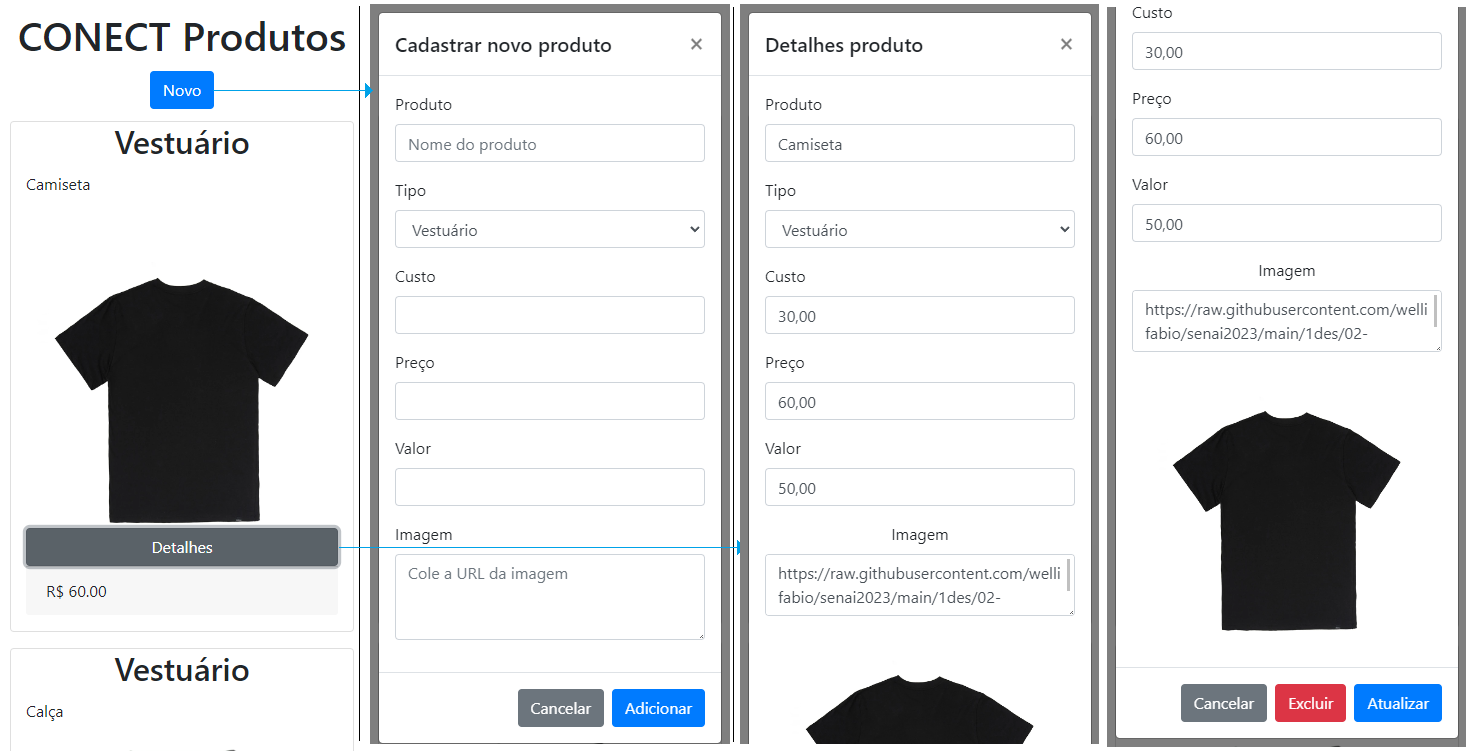 CONECT Produtos
Novo
Vestuário
Camiseta
Detalhes
R$ 60.00
Vestuário
Calça
Cadastrar novo produto ×
Produto
Nome do produto
Tipo
Vestuário
Custo
Preço
Valor
Imagem
Cole a URL da imagem
Cancelar Adicionar
Detalhes produto ×
Produto
Camiseta
Tipo
Vestuário
Custo
30,00
Preço
60,00
Valor
50,00
Imagem
https://raw.githubusercontent.com/welli
fabio/senai2023/main/1des/02-
Custo
30,00
Preço
60,00
Valor
50,00
Imagem
https://raw.githubusercontent.com/welli
fabio/senai2023/main/1des/02-
Cancelar Excluir Atualizar